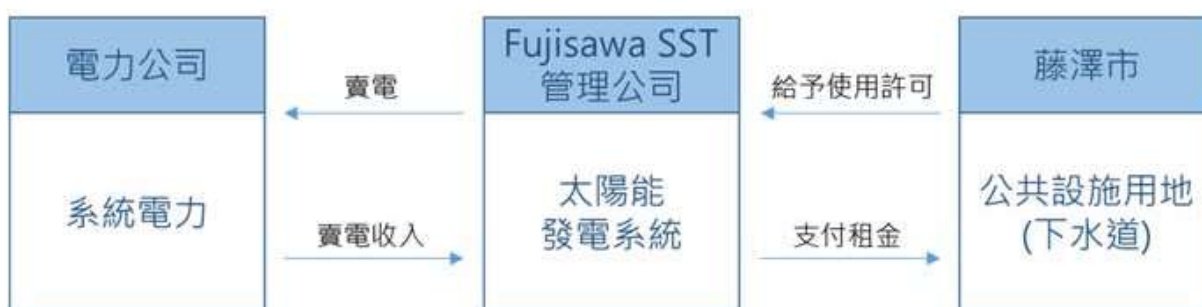 電力公司
系統電力
賣電
賣電收入
Fujisawa SST
管理公司
太陽能
發電系統
給予使用許可
支付租金
藤澤市
公共設施用地
(下水道)